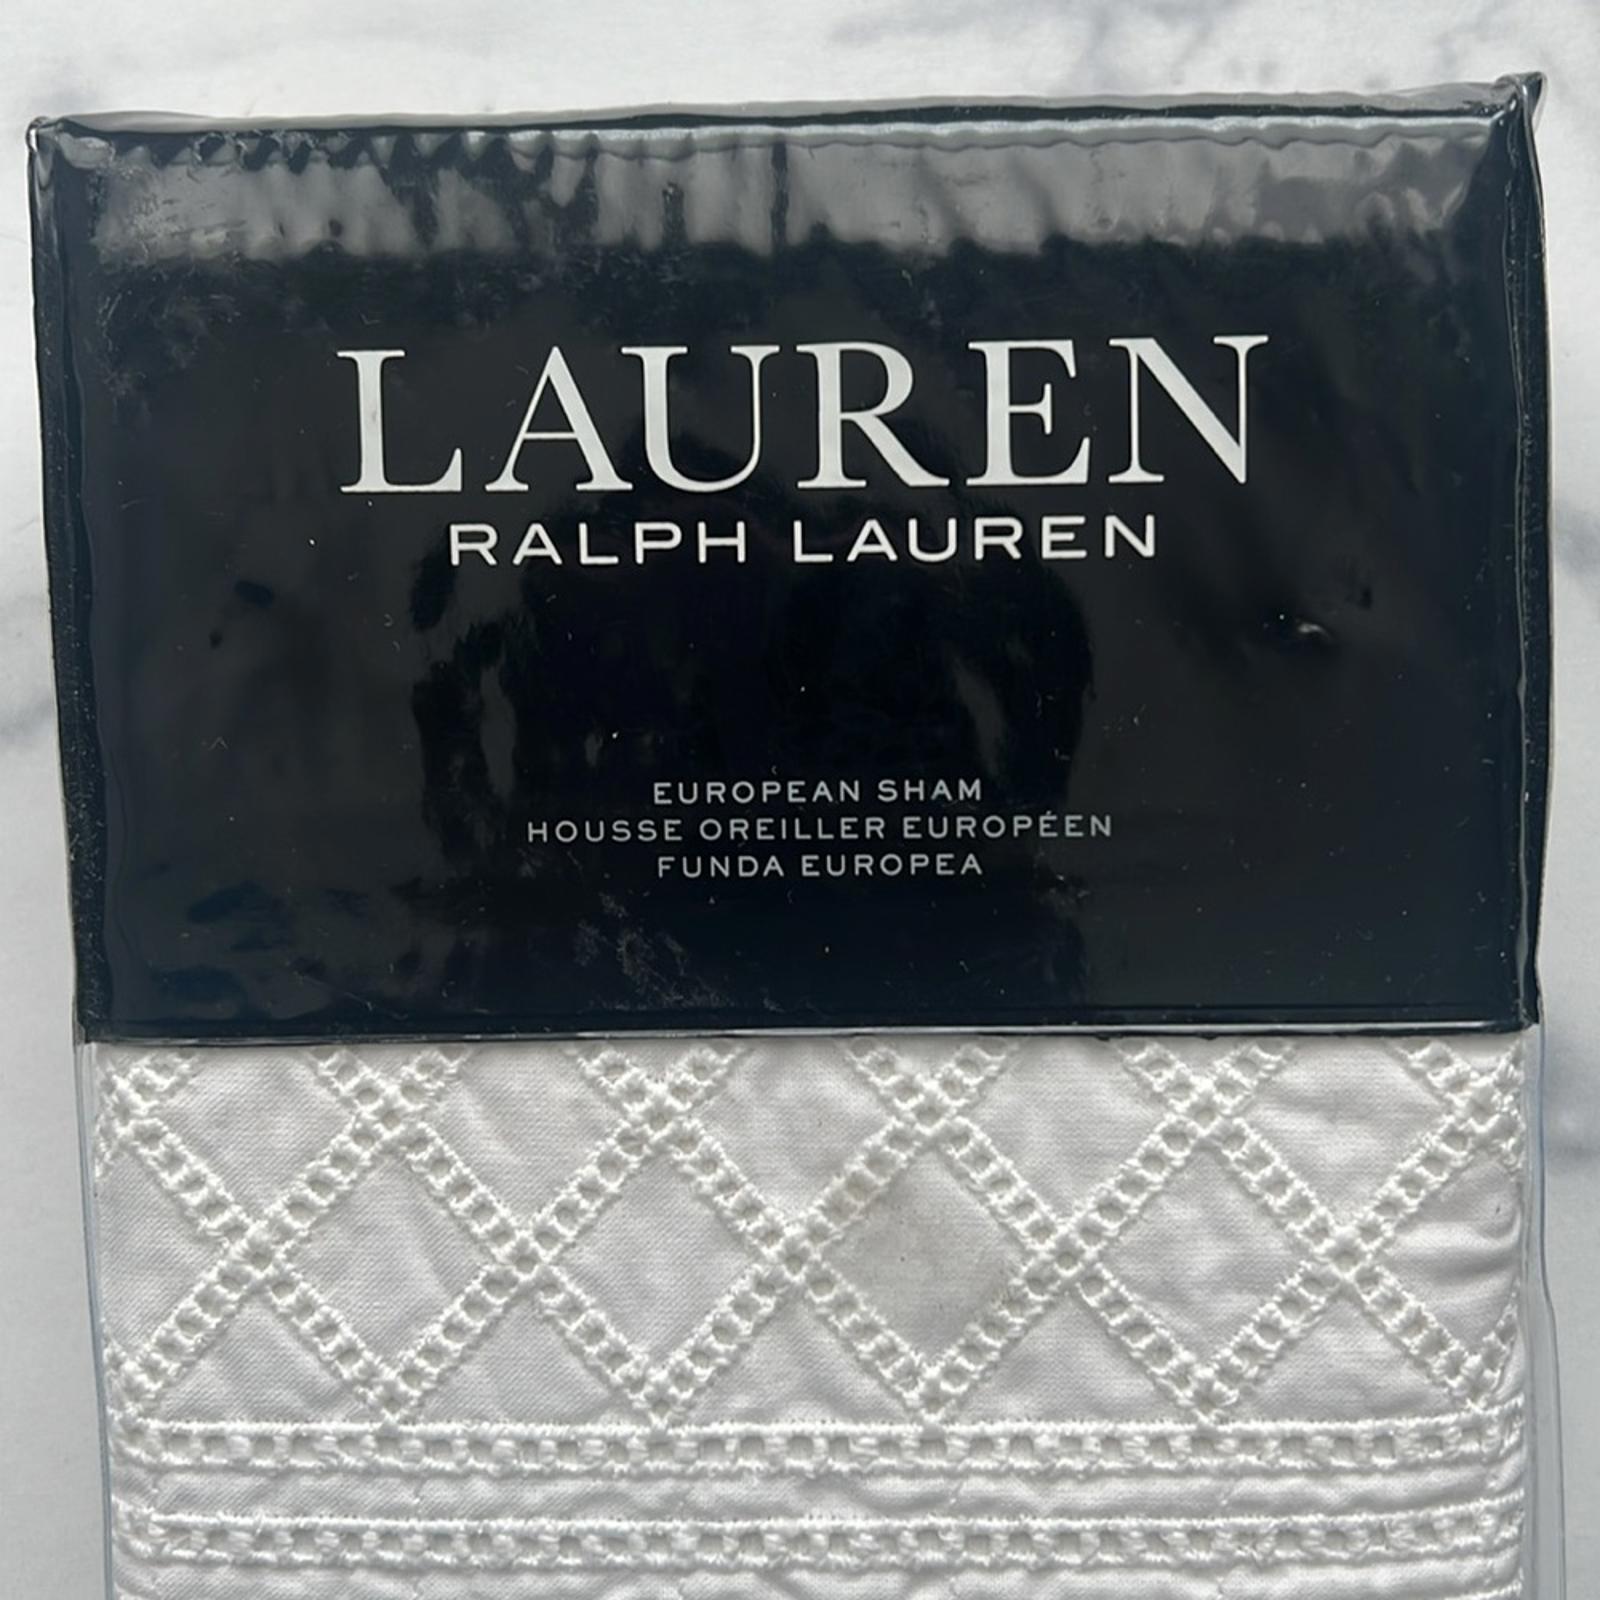 LAUREN
RALPH LAUREN
EUROPEAN SHAM
HOUSSE OREILLER EUROPÉEN
FUNDA EUROPEA